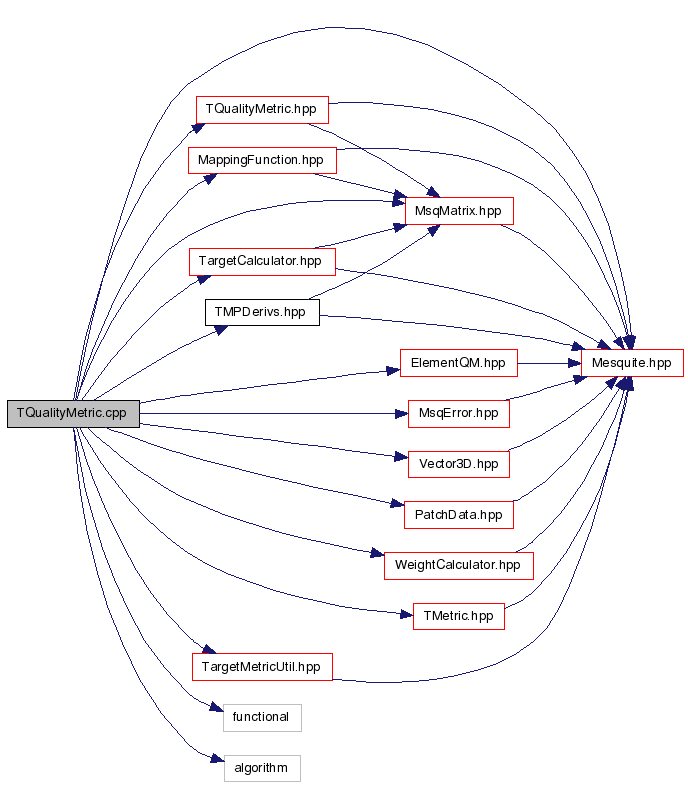 TQualityMetric.hpp
MappingFunction.hpp
MsqMatrix.hpp
TargetCalculator.hpp
TMPDerivs.hpp
ElementQM.hpp
Mesquite.hpp
TQualityMetric.cpp
MsqError.hpp
Vector3D.hpp
PatchData.hpp
WeightCalculator.hpp
TMetric.hpp
TargetMetricUtil.hpp
functional
algorithm